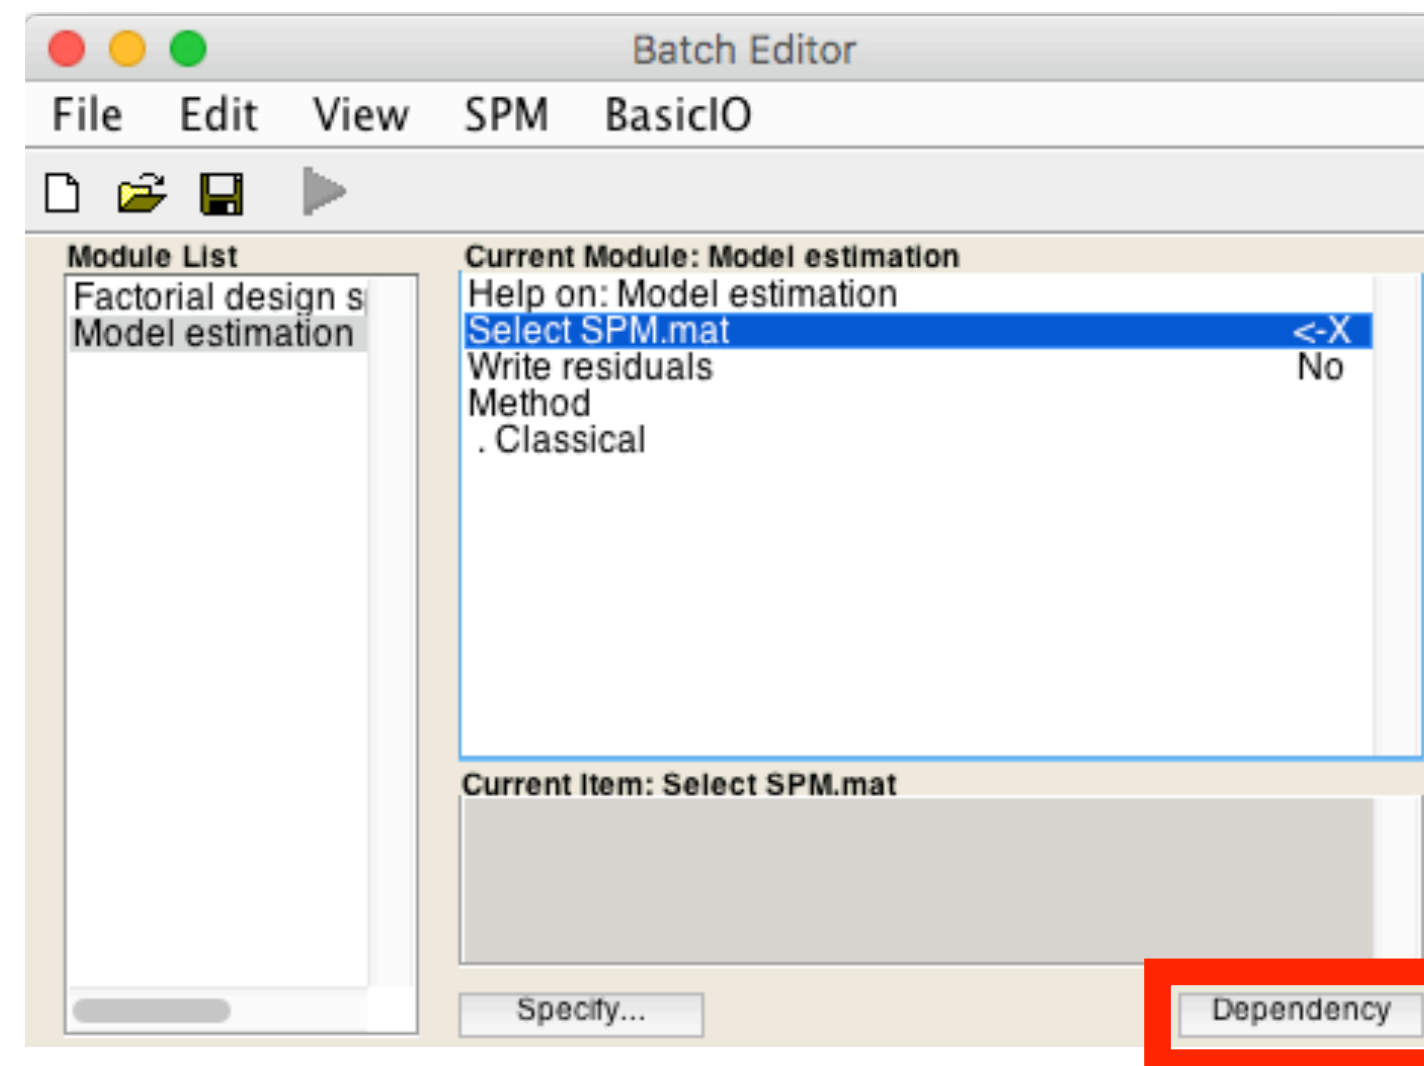 Batch Editor
File Edit View SPM BasicIO
Module List
Factorial design s
Model estimation
Current Module: Model estimation
Help on: Model estimation
Select SPM.mat <-X
Write residuals No
Method
. Classical
Current Item: Select SPM.mat
Specify...
Dependency